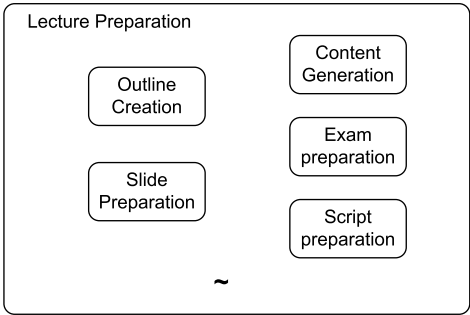 Lecture Preparation
Outline
Creation
Slide
Preparation
Content
Generation
Exam
preparation
Script
preparation
~